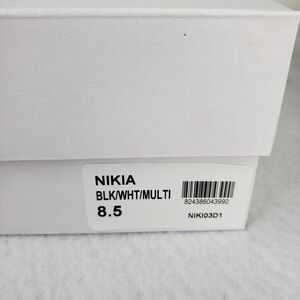 NIKIA
BLK/WHT/MULTI
8.5
824386043990
NIKI03D1